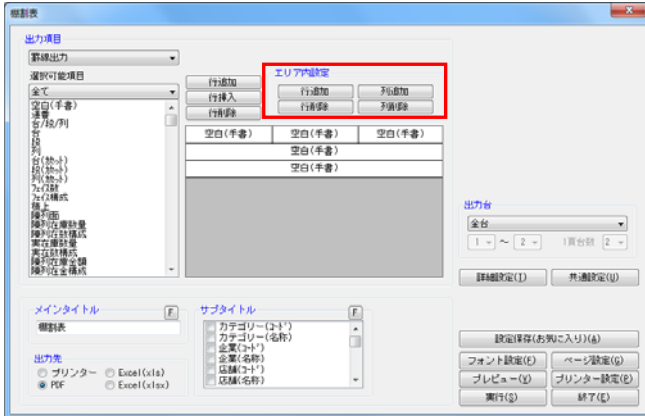 棚割表
出力項目
罫線出力
選択可能項目
全て
空白(手書)
連番
台/段/列
台
段
列
台(カセット)
段(カセット)
列(カセット)
フェイス数
フェイス構成
積上
陳列面
陳列在庫数量
陳列在数構成
実在庫数量
実在数構成
陳列在庫金額
陳列在金構成
行追加
行挿入
行削除
エリア内設定
行追加
列追加
行削除
列削除
空白(手書) 空白(手書) 空白(手書)
空白(手書)
空白(手書)
出力台
全台
1 ～ 2 1頁台数 2
詳細設定(I) 共通設定(U)
メインタイトル F
棚割表
サブタイトル F
カテゴリー(コード)
カテゴリー(名称)
企業(コード)
企業(名称)
店舗(コード)
店舗(名称)
出力先
プリンター Excel(xls)
PDF Excel(xlsx)
設定保存(お気に入り)(A)
フォント設定(F) ページ設定(G)
プレビュー(V) プリンター設定(P)
実行(S) 終了(E)